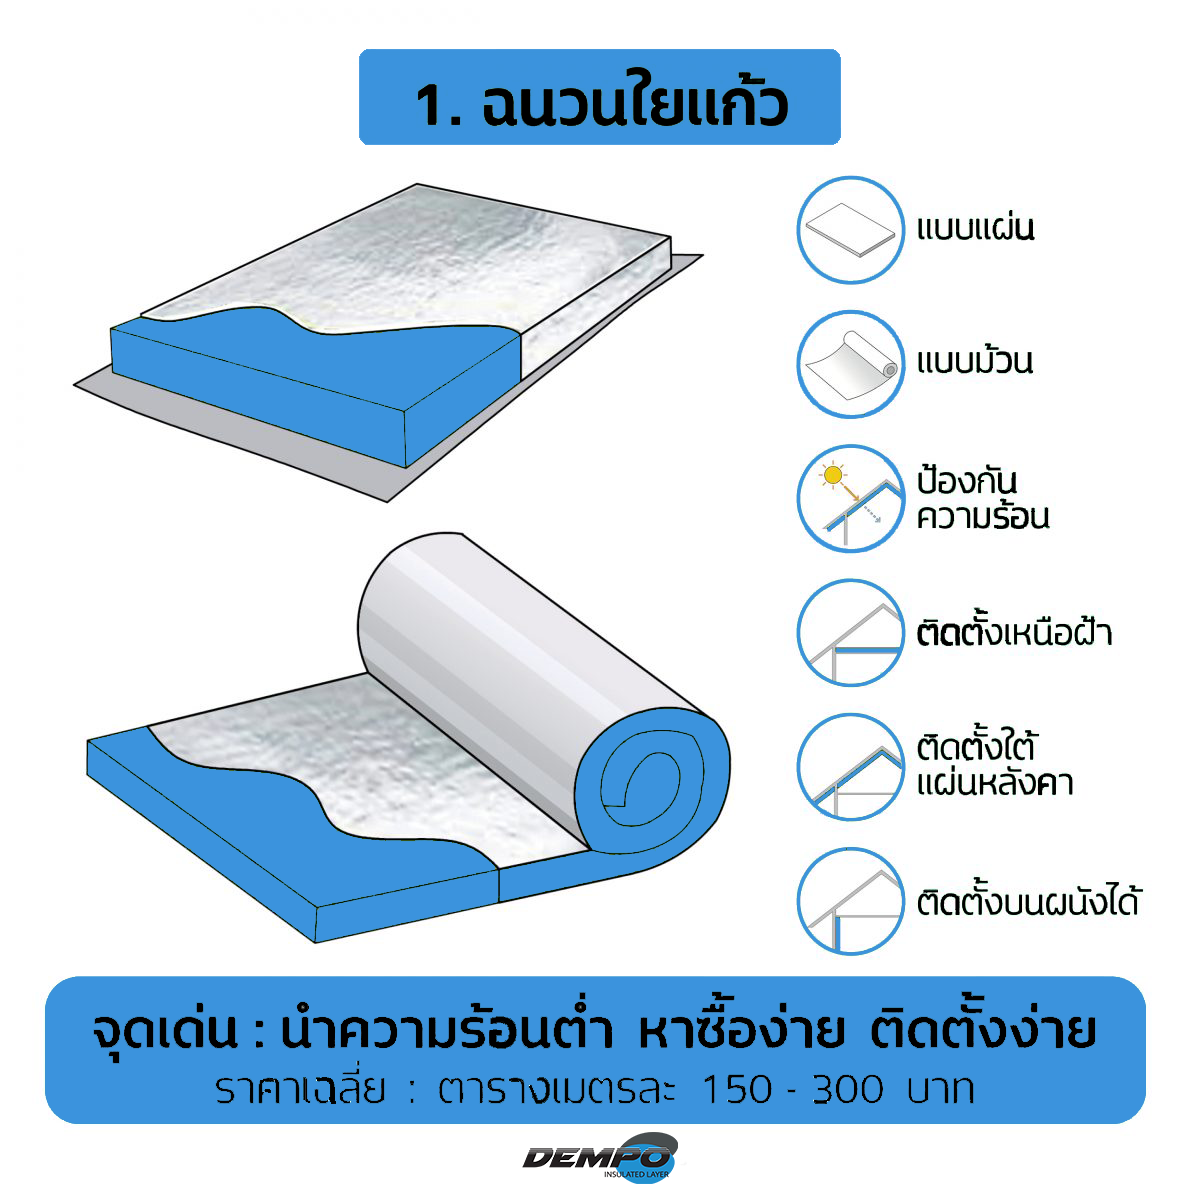 1. ฉนวนใยแก้ว
แบบแผ่น
แบบม้วน
ป้องกัน
ความร้อน
ติดตั้งเหนือฝ้า
ติดตั้งใต้
แผ่นหลังคา
ติดตั้งบนผนังได้
จุดเด่น : นำความร้อนต่ำ หาซื้อง่าย ติดตั้งง่าย
ราคาเฉลี่ย : ตารางเมตรละ 150 - 300 บาท
DEMPO
INSULATED LAYER